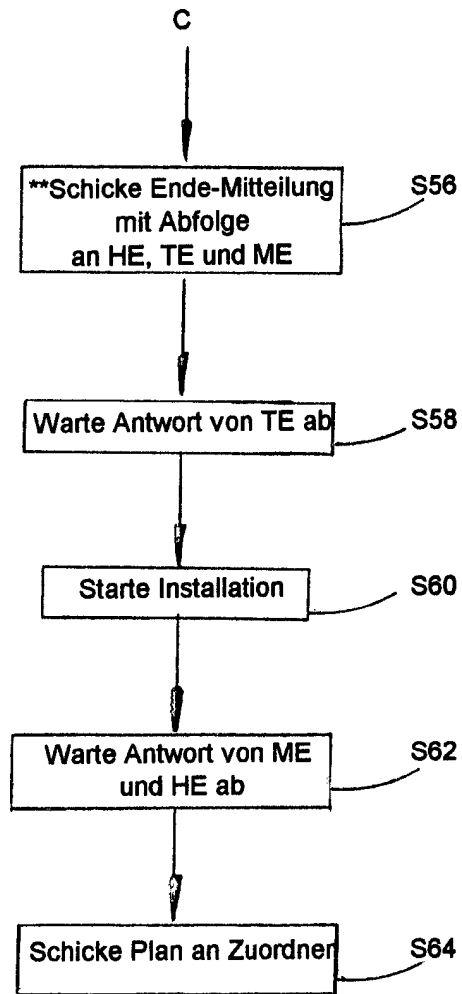 C
**Schicke Ende-Mitteilung
mit Abfolge
an HE, TE und ME
S56
Warte Antwort von TE ab
S58
Starte Installation
S60
Warte Antwort von ME
und HE ab
S62
Schicke Plan an Zuordner
S64